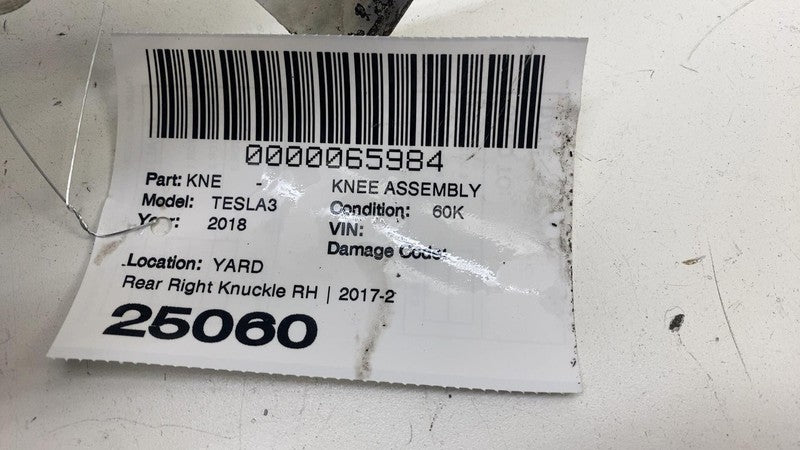 0000065984
Part: KNE - KNEE ASSEMBLY
Model: TESLA3 Condition: 60K
Year: 2018 VIN:
Damage Code:
Location: YARD
Rear Right Knuckle RH | 2017-2
25060